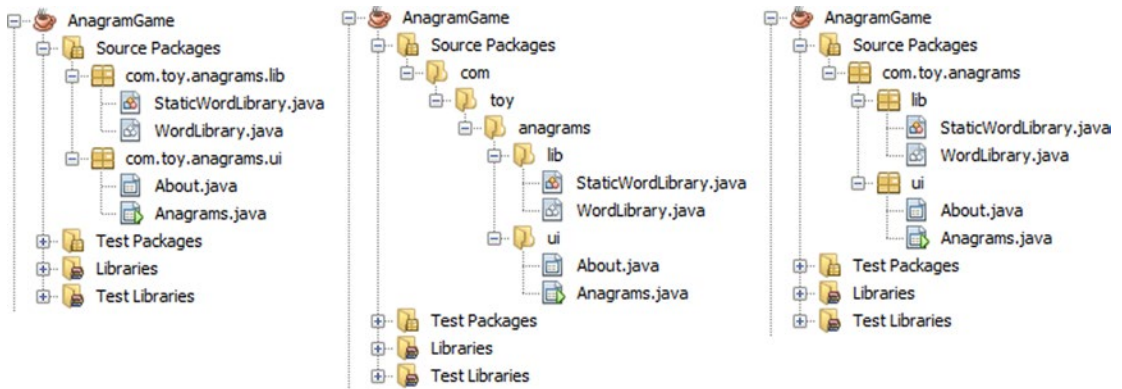 AnagramGame
Source Packages
com.toy.anagrams.lib
StaticWordLibrary.java
WordLibrary.java
com.toy.anagrams.ui
About.java
Anagrams.java
Test Packages
Libraries
Test Libraries
AnagramGame
Source Packages
com
toy
anagrams
lib
StaticWordLibrary.java
WordLibrary.java
ui
About.java
Anagrams.java
Test Packages
Libraries
Test Libraries
AnagramGame
Source Packages
com.toy.anagrams
lib
StaticWordLibrary.java
WordLibrary.java
ui
About.java
Anagrams.java
Test Packages
Libraries
Test Libraries